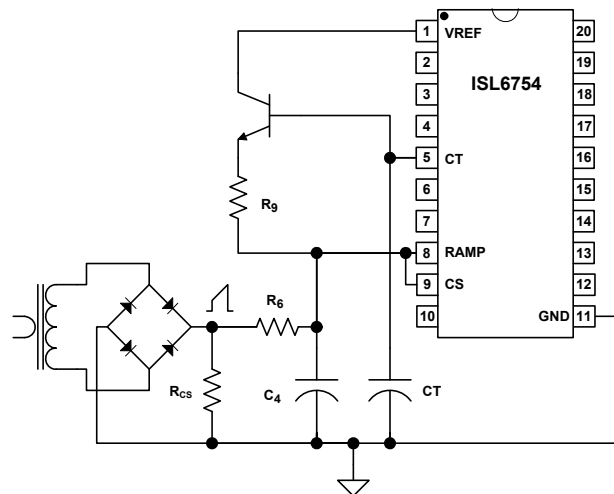 1 VREF 20
ISL6754
2 19
3 18
4 17
5 CT 16
6 15
R9
7 14
8 RAMP 13
9 CS 12
10 GND 11
R6
RCS
C4
CT